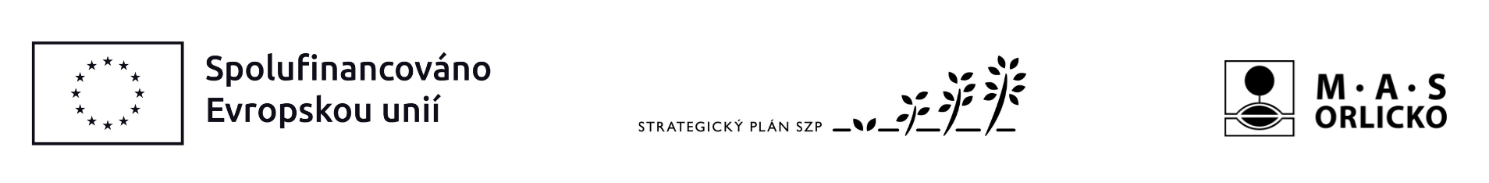 Spolufinancováno
Evropskou unií
STRATEGICKÝ PLÁN SZP
M·A·S
ORLICKO